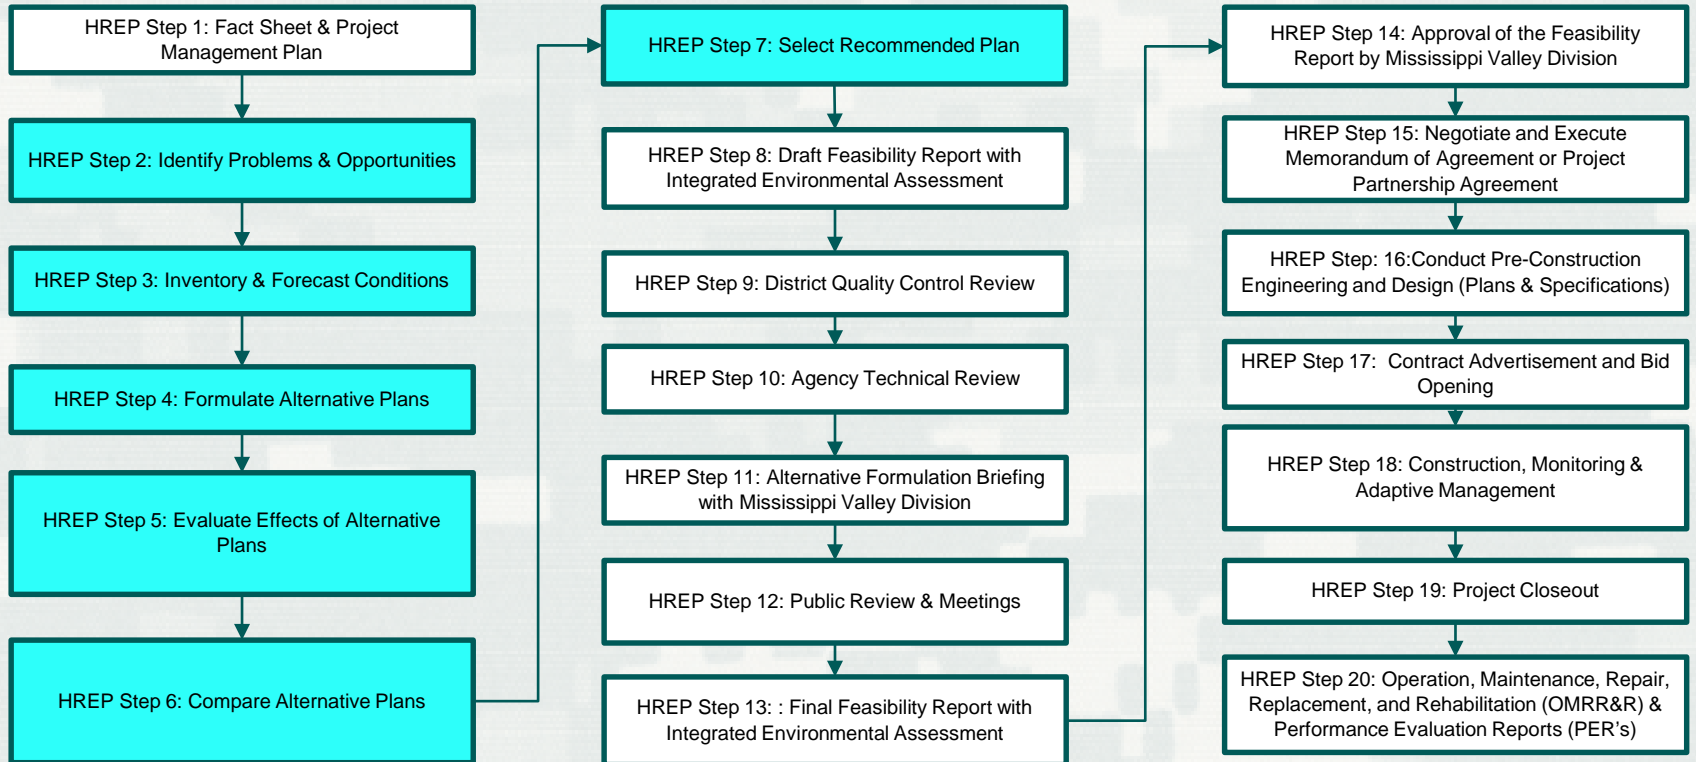 HREP Step 1: Fact Sheet & Project
Management Plan
HREP Step 2: Identify Problems & Opportunities
HREP Step 3: Inventory & Forecast Conditions
HREP Step 4: Formulate Alternative Plans
HREP Step 5: Evaluate Effects of Alternative
Plans
HREP Step 6: Compare Alternative Plans
HREP Step 7: Select Recommended Plan
HREP Step 8: Draft Feasibility Report with
Integrated Environmental Assessment
HREP Step 9: District Quality Control Review
HREP Step 10: Agency Technical Review
HREP Step 11: Alternative Formulation Briefing
with Mississippi Valley Division
HREP Step 12: Public Review & Meetings
HREP Step 13: : Final Feasibility Report with
Integrated Environmental Assessment
HREP Step 14: Approval of the Feasibility
Report by Mississippi Valley Division
HREP Step 15: Negotiate and Execute
Memorandum of Agreement or Project
Partnership Agreement
HREP Step: 16:Conduct Pre-Construction
Engineering and Design (Plans & Specifications)
HREP Step 17: Contract Advertisement and Bid
Opening
HREP Step 18: Construction, Monitoring &
Adaptive Management
HREP Step 19: Project Closeout
HREP Step 20: Operation, Maintenance, Repair,
Replacement, and Rehabilitation (OMRR&R) &
Performance Evaluation Reports (PER’s)